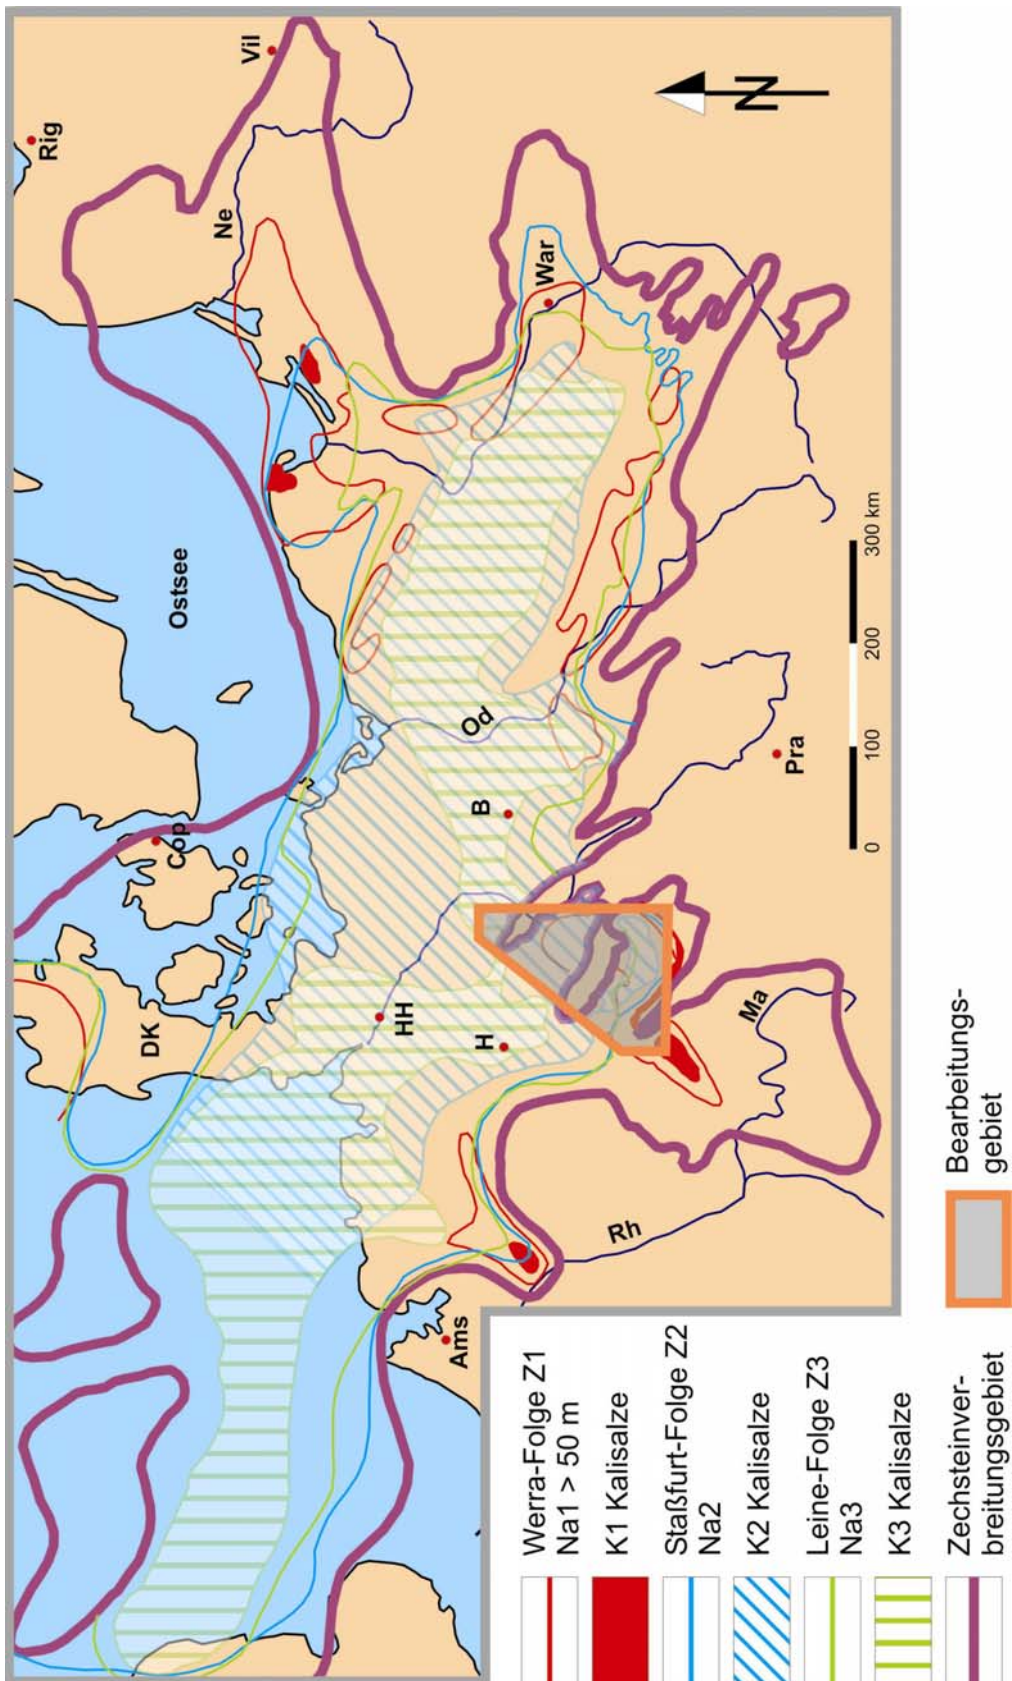 Vil
Rig
Ne
War
Ostsee
Od
Cop
B
Pra
DK
HH
H
Ma
Rh
Ams
N
0 100 200 300 km
Werra-Folge Z1
Na1 > 50 m
K1 Kalisalze
Staßfurt-Folge Z2
Na2
K2 Kalisalze
Leine-Folge Z3
Na3
K3 Kalisalze
Zechsteinver-
breitungsgebiet
Bearbeitungs-
gebiet